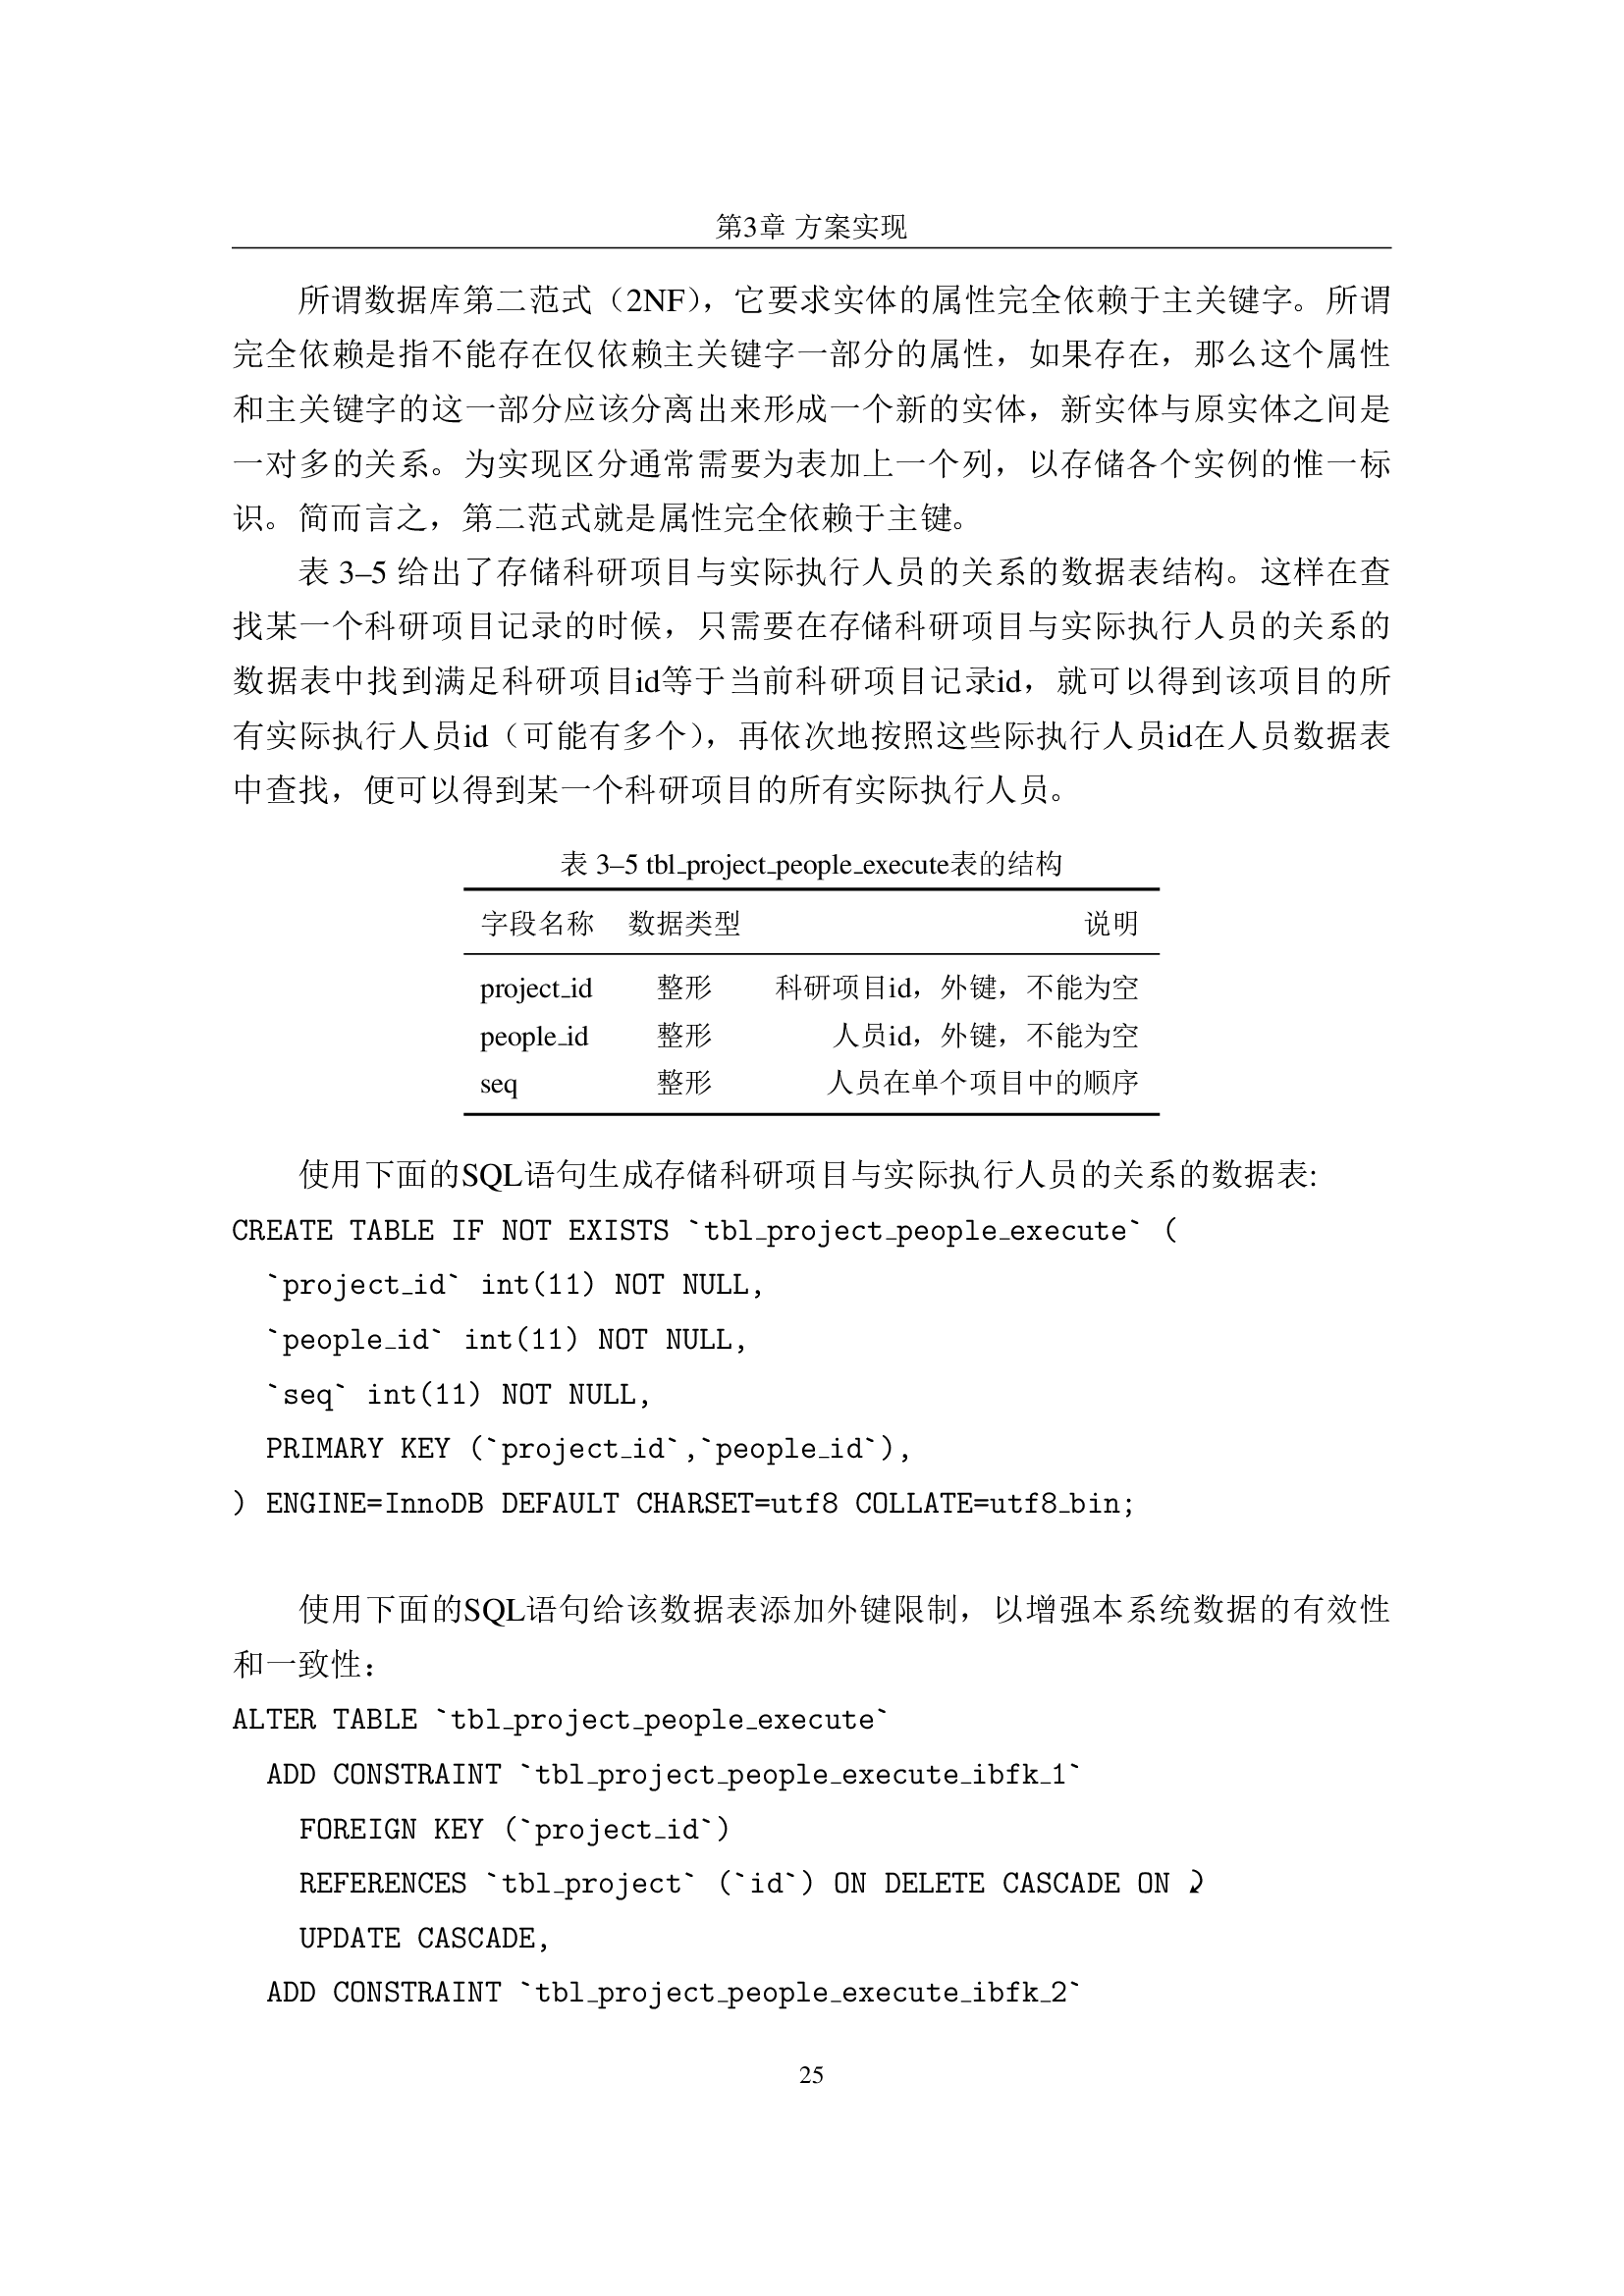 第3章 方案实现
所谓数据库第二范式（2NF），它要求实体的属性完全依赖于主关键字。所谓
完全依赖是指不能存在仅依赖主关键字一部分的属性，如果存在，那么这个属性
和主关键字的这一部分应该分离出来形成一个新的实体，新实体与原实体之间是
一对多的关系。为实现区分通常需要为表加上一个列，以存储各个实例的惟一标
识。简而言之，第二范式就是属性完全依赖于主键。
表 3–5 给出了存储科研项目与实际执行人员的关系的数据表结构。这样在查
找某一个科研项目记录的时候，只需要在存储科研项目与实际执行人员的关系的
数据表中找到满足科研项目id等于当前科研项目记录id，就可以得到该项目的所
有实际执行人员id（可能有多个），再依次地按照这些际执行人员id在人员数据表
中查找，便可以得到某一个科研项目的所有实际执行人员。
表 3–5 tbl_project_people_execute表的结构
字段名称 数据类型 说明
project_id 整形 科研项目id，外键，不能为空
people_id 整形 人员id，外键，不能为空
seq 整形 人员在单个项目中的顺序
使用下面的SQL语句生成存储科研项目与实际执行人员的关系的数据表:
CREATE TABLE IF NOT EXISTS `tbl_project_people_execute` (
  `project_id` int(11) NOT NULL,
  `people_id` int(11) NOT NULL,
  `seq` int(11) NOT NULL,
  PRIMARY KEY (`project_id`,`people_id`),
) ENGINE=InnoDB DEFAULT CHARSET=utf8 COLLATE=utf8_bin;
使用下面的SQL语句给该数据表添加外键限制，以增强本系统数据的有效性
和一致性：
ALTER TABLE `tbl_project_people_execute`
  ADD CONSTRAINT `tbl_project_people_execute_ibfk_1`
    FOREIGN KEY (`project_id`)
    REFERENCES `tbl_project` (`id`) ON DELETE CASCADE ON ⤸
    UPDATE CASCADE,
  ADD CONSTRAINT `tbl_project_people_execute_ibfk_2`
25